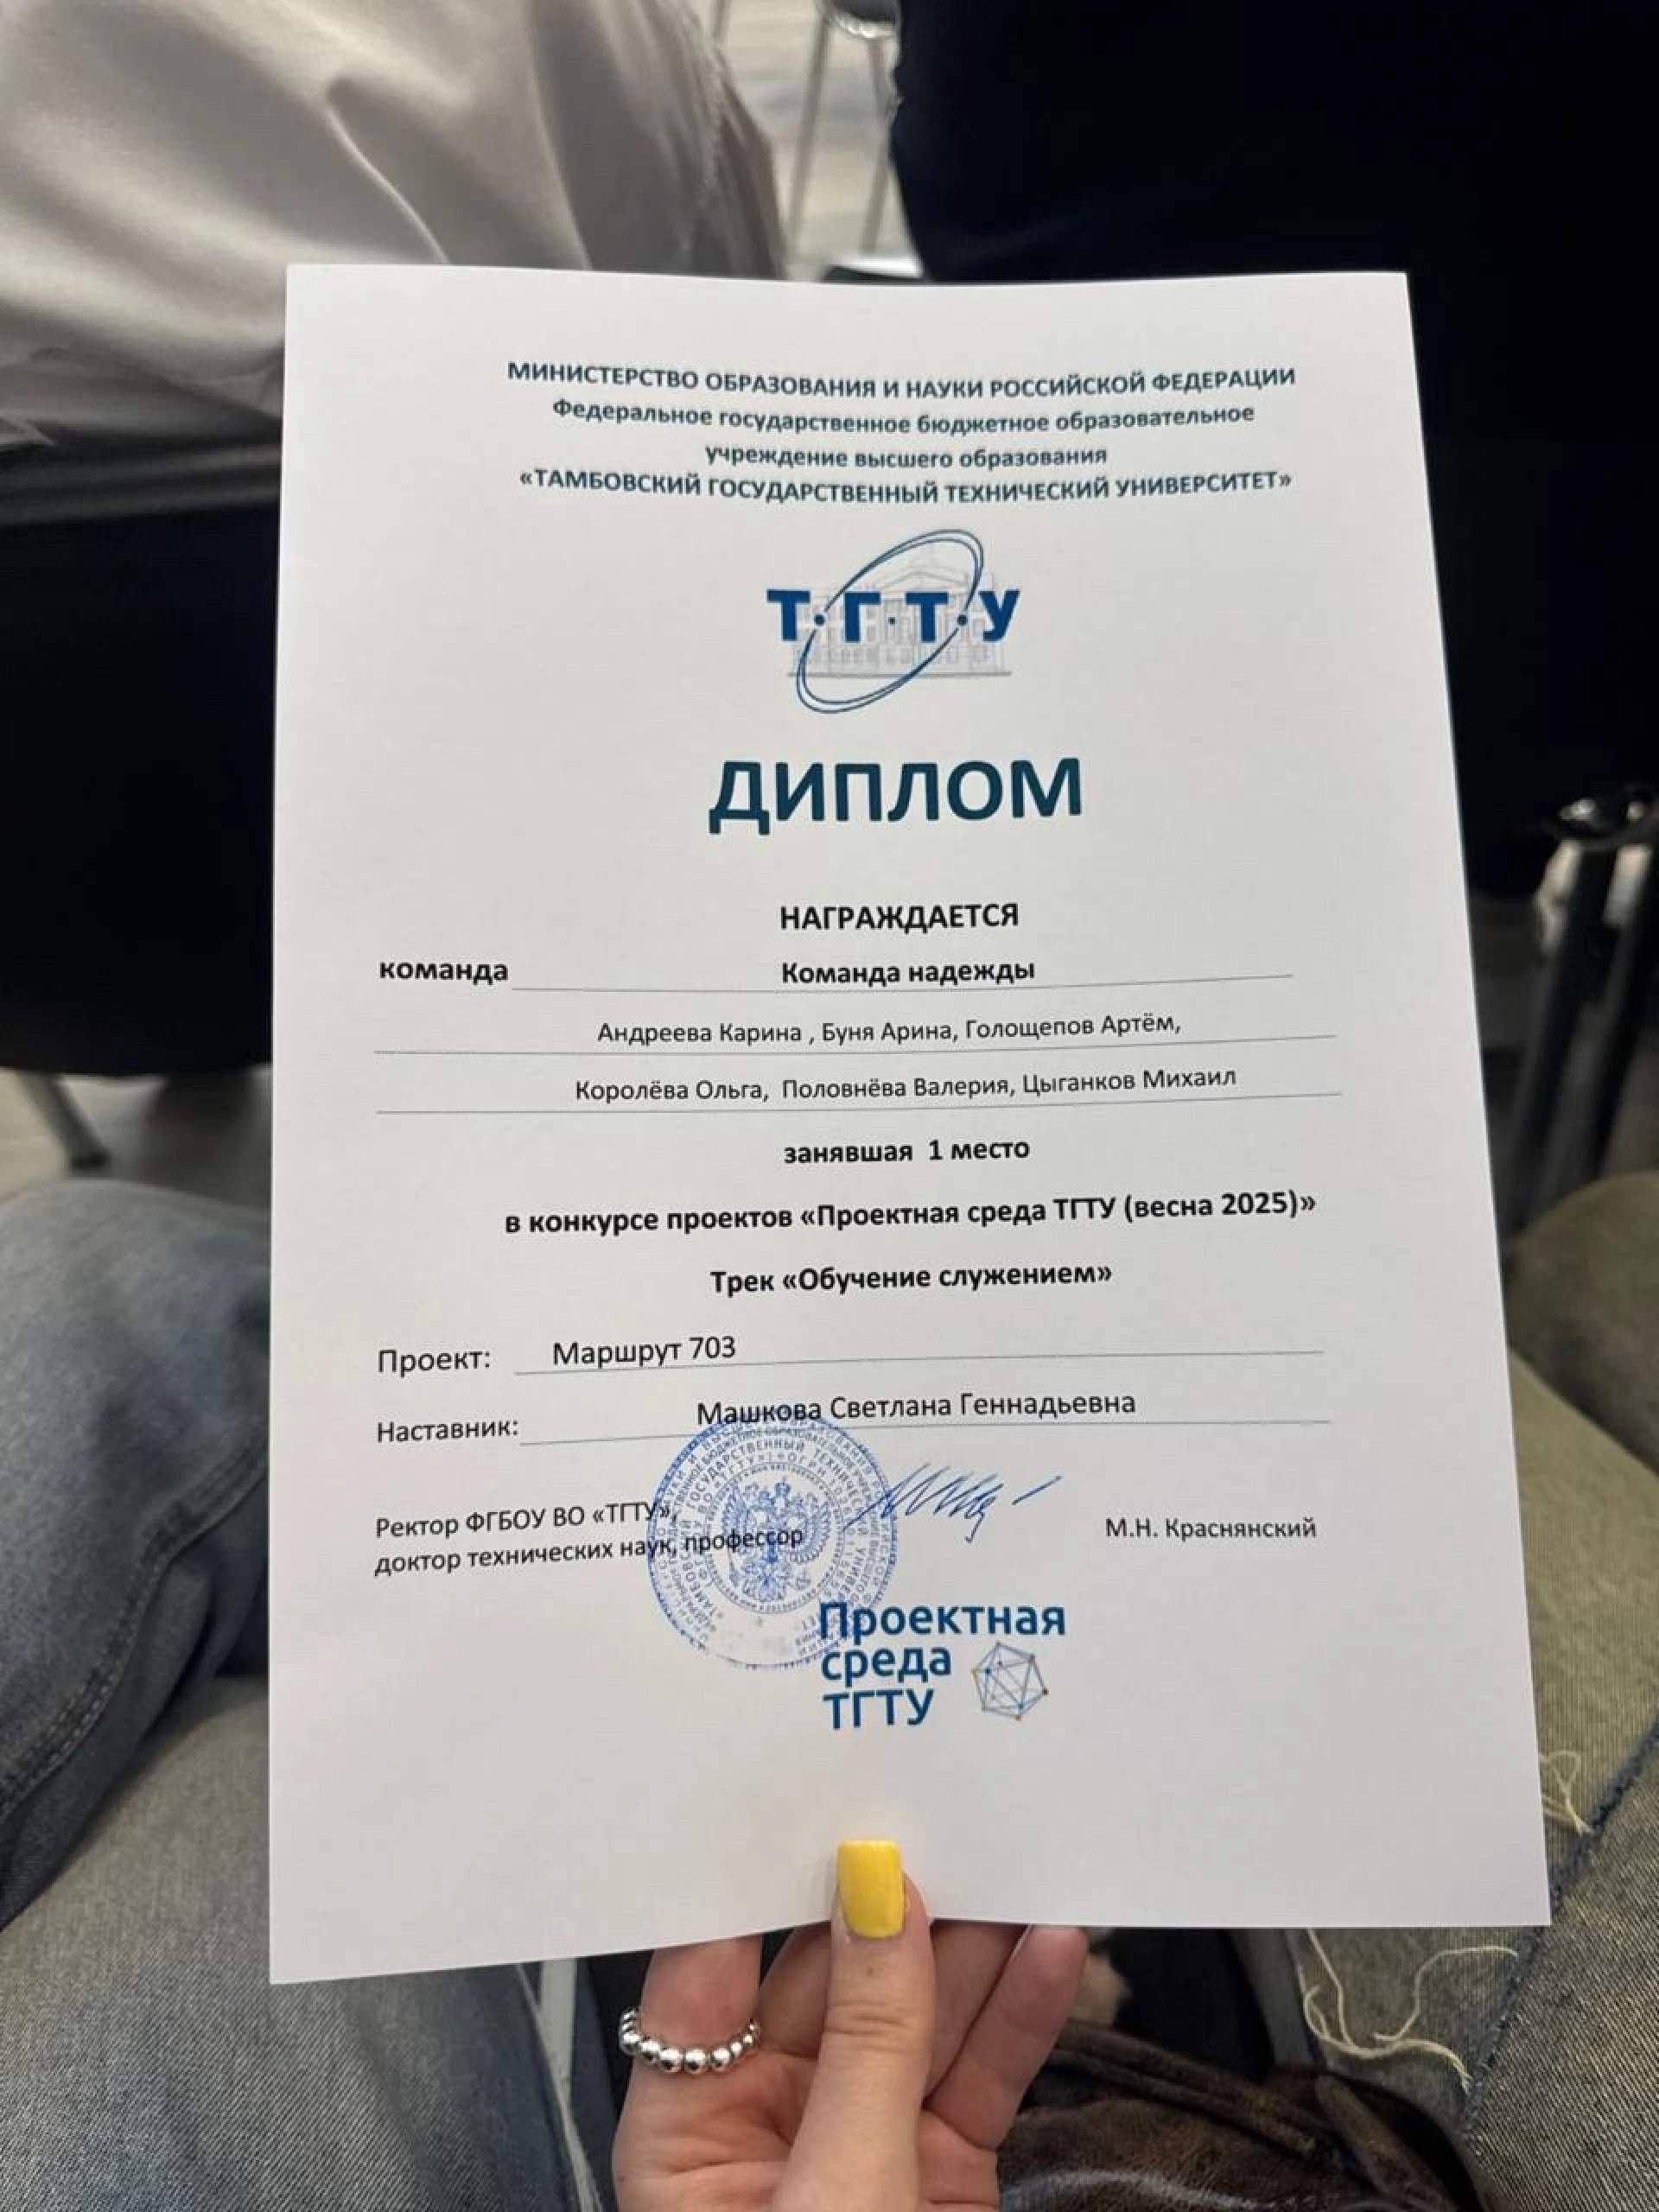 МИНИСТЕРСТВО ОБРАЗОВАНИЯ И НАУКИ РОССИЙСКОЙ ФЕДЕРАЦИИ
Федеральное государственное бюджетное образовательное
учреждение высшего образования
«ТАМБОВСКИЙ ГОСУДАРСТВЕННЫЙ ТЕХНИЧЕСКИЙ УНИВЕРСИТЕТ»
Т·Г·Т·У
ДИПЛОМ
НАГРАЖДАЕТСЯ
команда Команда надежды
Андреева Карина , Буня Арина, Голощепов Артём,
Королёва Ольга, Половнёва Валерия, Цыганков Михаил
занявшая 1 место
в конкурсе проектов «Проектная среда ТГТУ (весна 2025)»
Трек «Обучение служением»
Проект: Маршрут 703
Наставник: Машкова Светлана Геннадьевна
Ректор ФГБОУ ВО «ТГТУ»,
доктор технических наук, профессор М.Н. Краснянский
Проектная
среда
ТГТУ